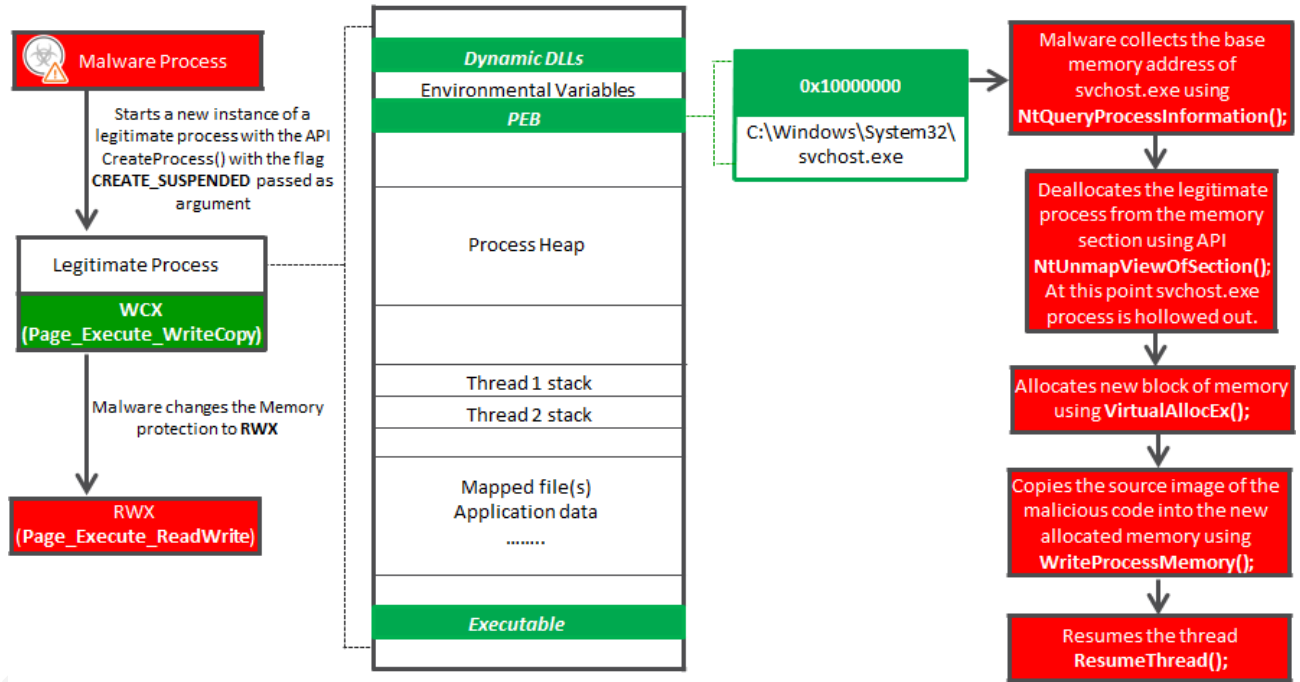 Malware Process
Starts a new instance of a
legitimate process with the API
CreateProcess() with the flag
CREATE_SUSPENDED passed as
argument
Legitimate Process
WCX
(Page_Execute_WriteCopy)
Malware changes the Memory
protection to RWX
RWX
(Page_Execute_ReadWrite)
Dynamic DLLs
Environmental Variables
PEB
Process Heap
Thread 1 stack
Thread 2 stack
Mapped file(s)
Application data
........
Executable
0x10000000
C:\Windows\System32\
svchost.exe
Malware collects the base
memory address of
svchost.exe using
NtQueryProcessInformation();
Deallocates the legitimate
process from the memory
section using API
NtUnmapViewOfSection();
At this point svchost.exe
process is hollowed out.
Allocates new block of memory
using VirtualAllocEx();
Copies the source image of the
malicious code into the new
allocated memory using
WriteProcessMemory();
Resumes the thread
ResumeThread();